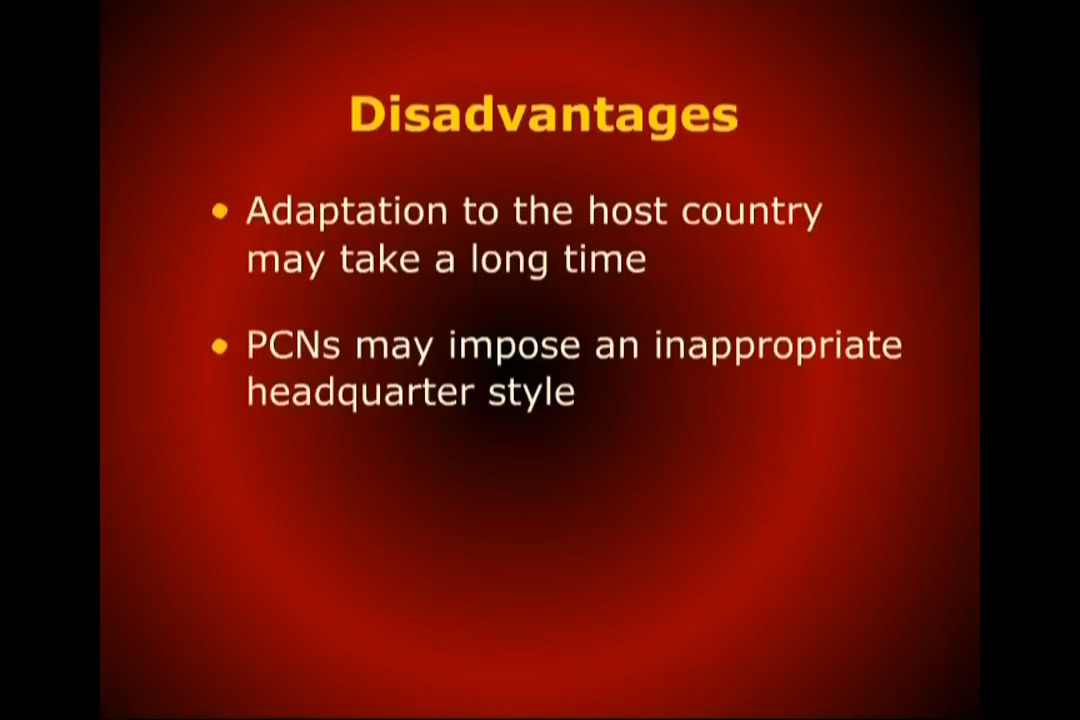 Disadvantages
• Adaptation to the host country
may take a long time
• PCNs may impose an inappropriate
headquarter style